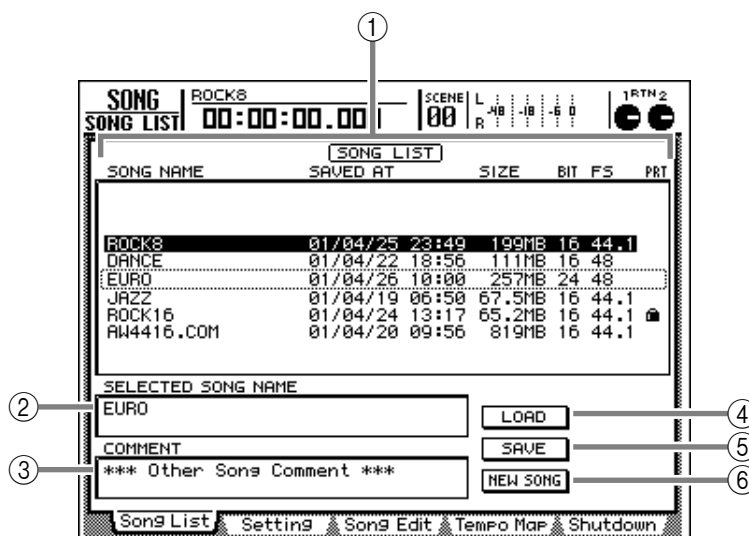 ①
SONG ROCK8 SCENE L -48 -18 -6 0 1 RTN 2
SONG LIST 00:00:00.00 00 R
SONG LIST
SONG NAME SAVED AT SIZE BIT FS PRT
ROCK8 01/04/25 23:49 199MB 16 44.1
DANCE 01/04/22 18:56 111MB 16 48
EURO 01/04/26 10:00 257MB 24 48
JAZZ 01/04/19 06:50 67.5MB 16 44.1
ROCK16 01/04/24 13:17 65.2MB 16 44.1
AW4416.COM 01/04/20 09:56 819MB 16 44.1
SELECTED SONG NAME
② EURO LOAD ④
COMMENT SAVE ⑤
③ *** Other Song Comment *** NEW SONG ⑥
Song List Setting Song Edit Tempo Map Shutdown